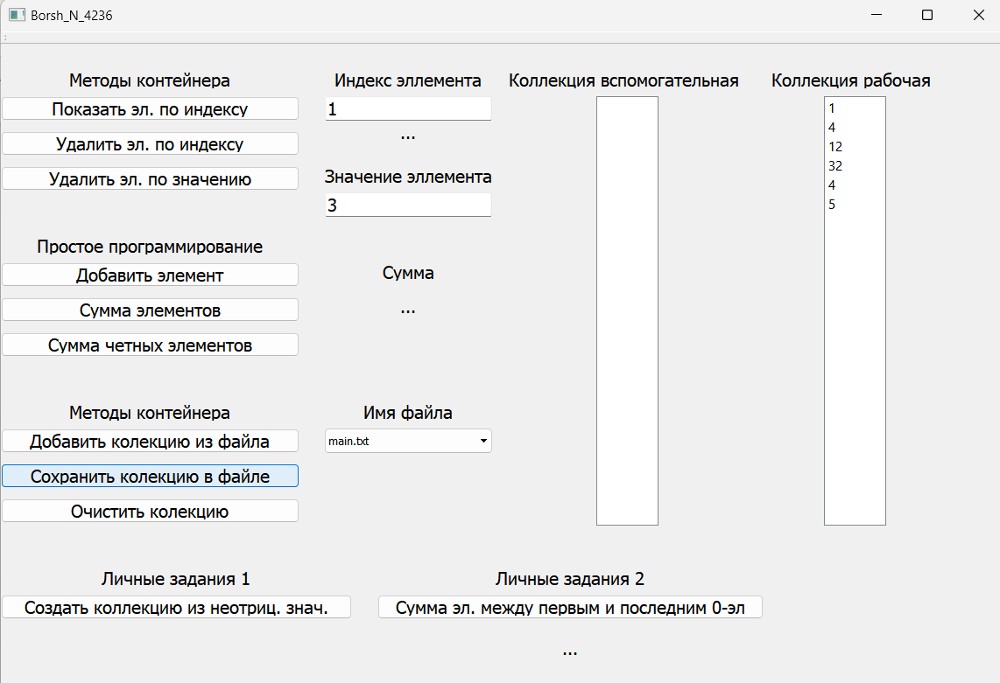 Borsh_N_4236
Методы контейнера
Показать эл. по индексу
Удалить эл. по индексу
Удалить эл. по значению
Индекс эллемента
1
...
Значение эллемента
3
Простое программирование
Добавить элемент
Сумма элементов
Сумма четных элементов
Сумма
...
Методы контейнера
Добавить колекцию из файла
Сохранить колекцию в файле
Очистить колекцию
Имя файла
main.txt
Коллекция вспомогательная
Коллекция рабочая
1
4
12
32
4
5
Личные задания 1
Создать коллекцию из неотриц. знач.
Личные задания 2
Сумма эл. между первым и последним 0-эл
...